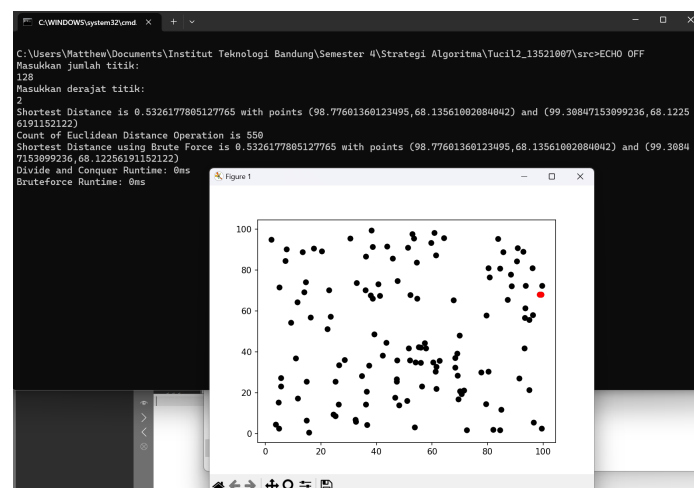 C:\WINDOWS\system32\cmd.
C:\Users\Matthew\Documents\Institut Teknologi Bandung\Semester 4\Strategi Algoritma\Tucil2_13521007\src>ECHO OFF
Masukkan jumlah titik:
128
Masukkan derajat titik:
2
Shortest Distance is 0.5326177805127765 with points (98.77601360123495,68.13561002084042) and (99.30847153099236,68.1225
6191152122)
Count of Euclidean Distance Operation is 550
Shortest Distance using Brute Force is 0.5326177805127765 with points (98.77601360123495,68.13561002084042) and (99.3084
7153099236,68.12256191152122)
Divide and Conquer Runtime: 0ms
Bruteforce Runtime: 0ms
Figure 1
100
80
60
40
20
0
0 20 40 60 80 100